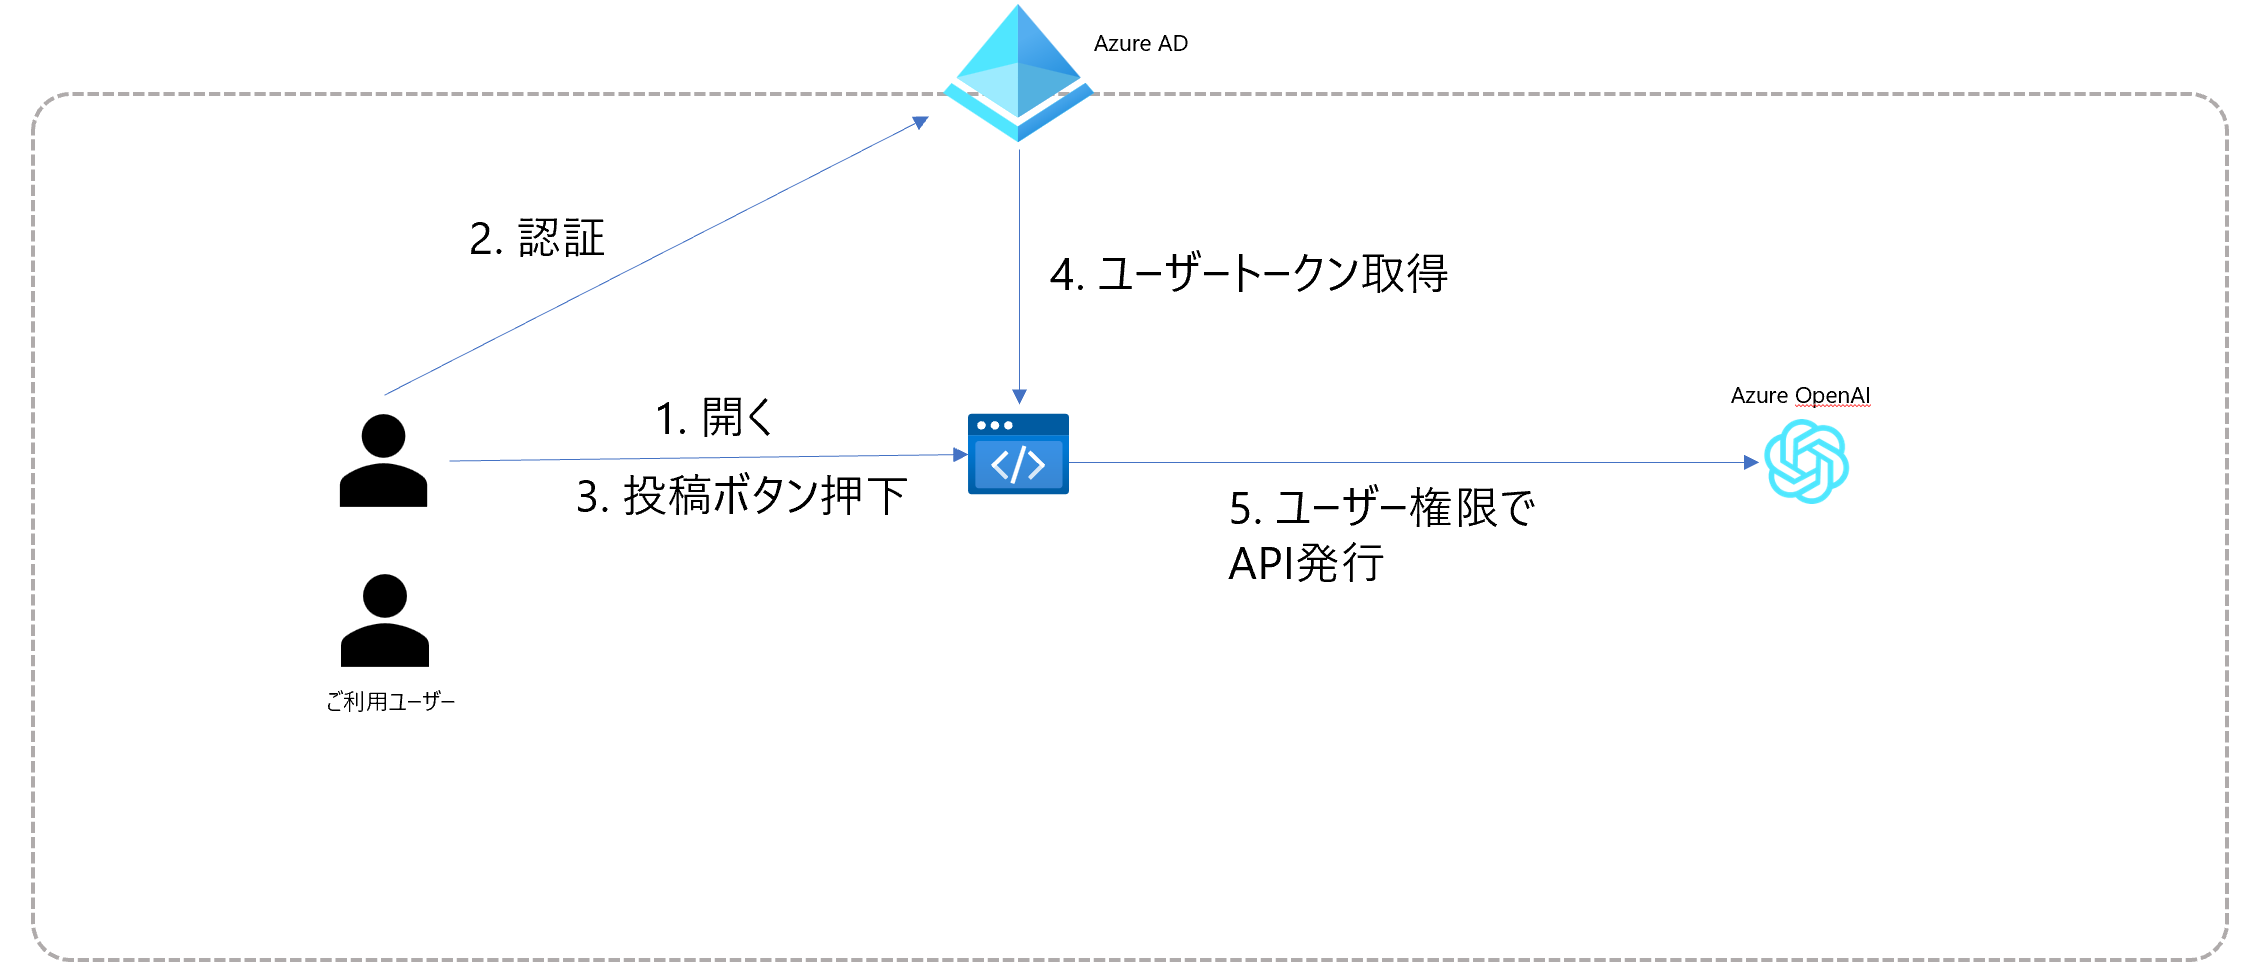 Azure AD
2. 認証
4. ユーザートークン取得
1. 開く
3. 投稿ボタン押下
Azure OpenAI
5. ユーザー権限で
API発行
ご利用ユーザー